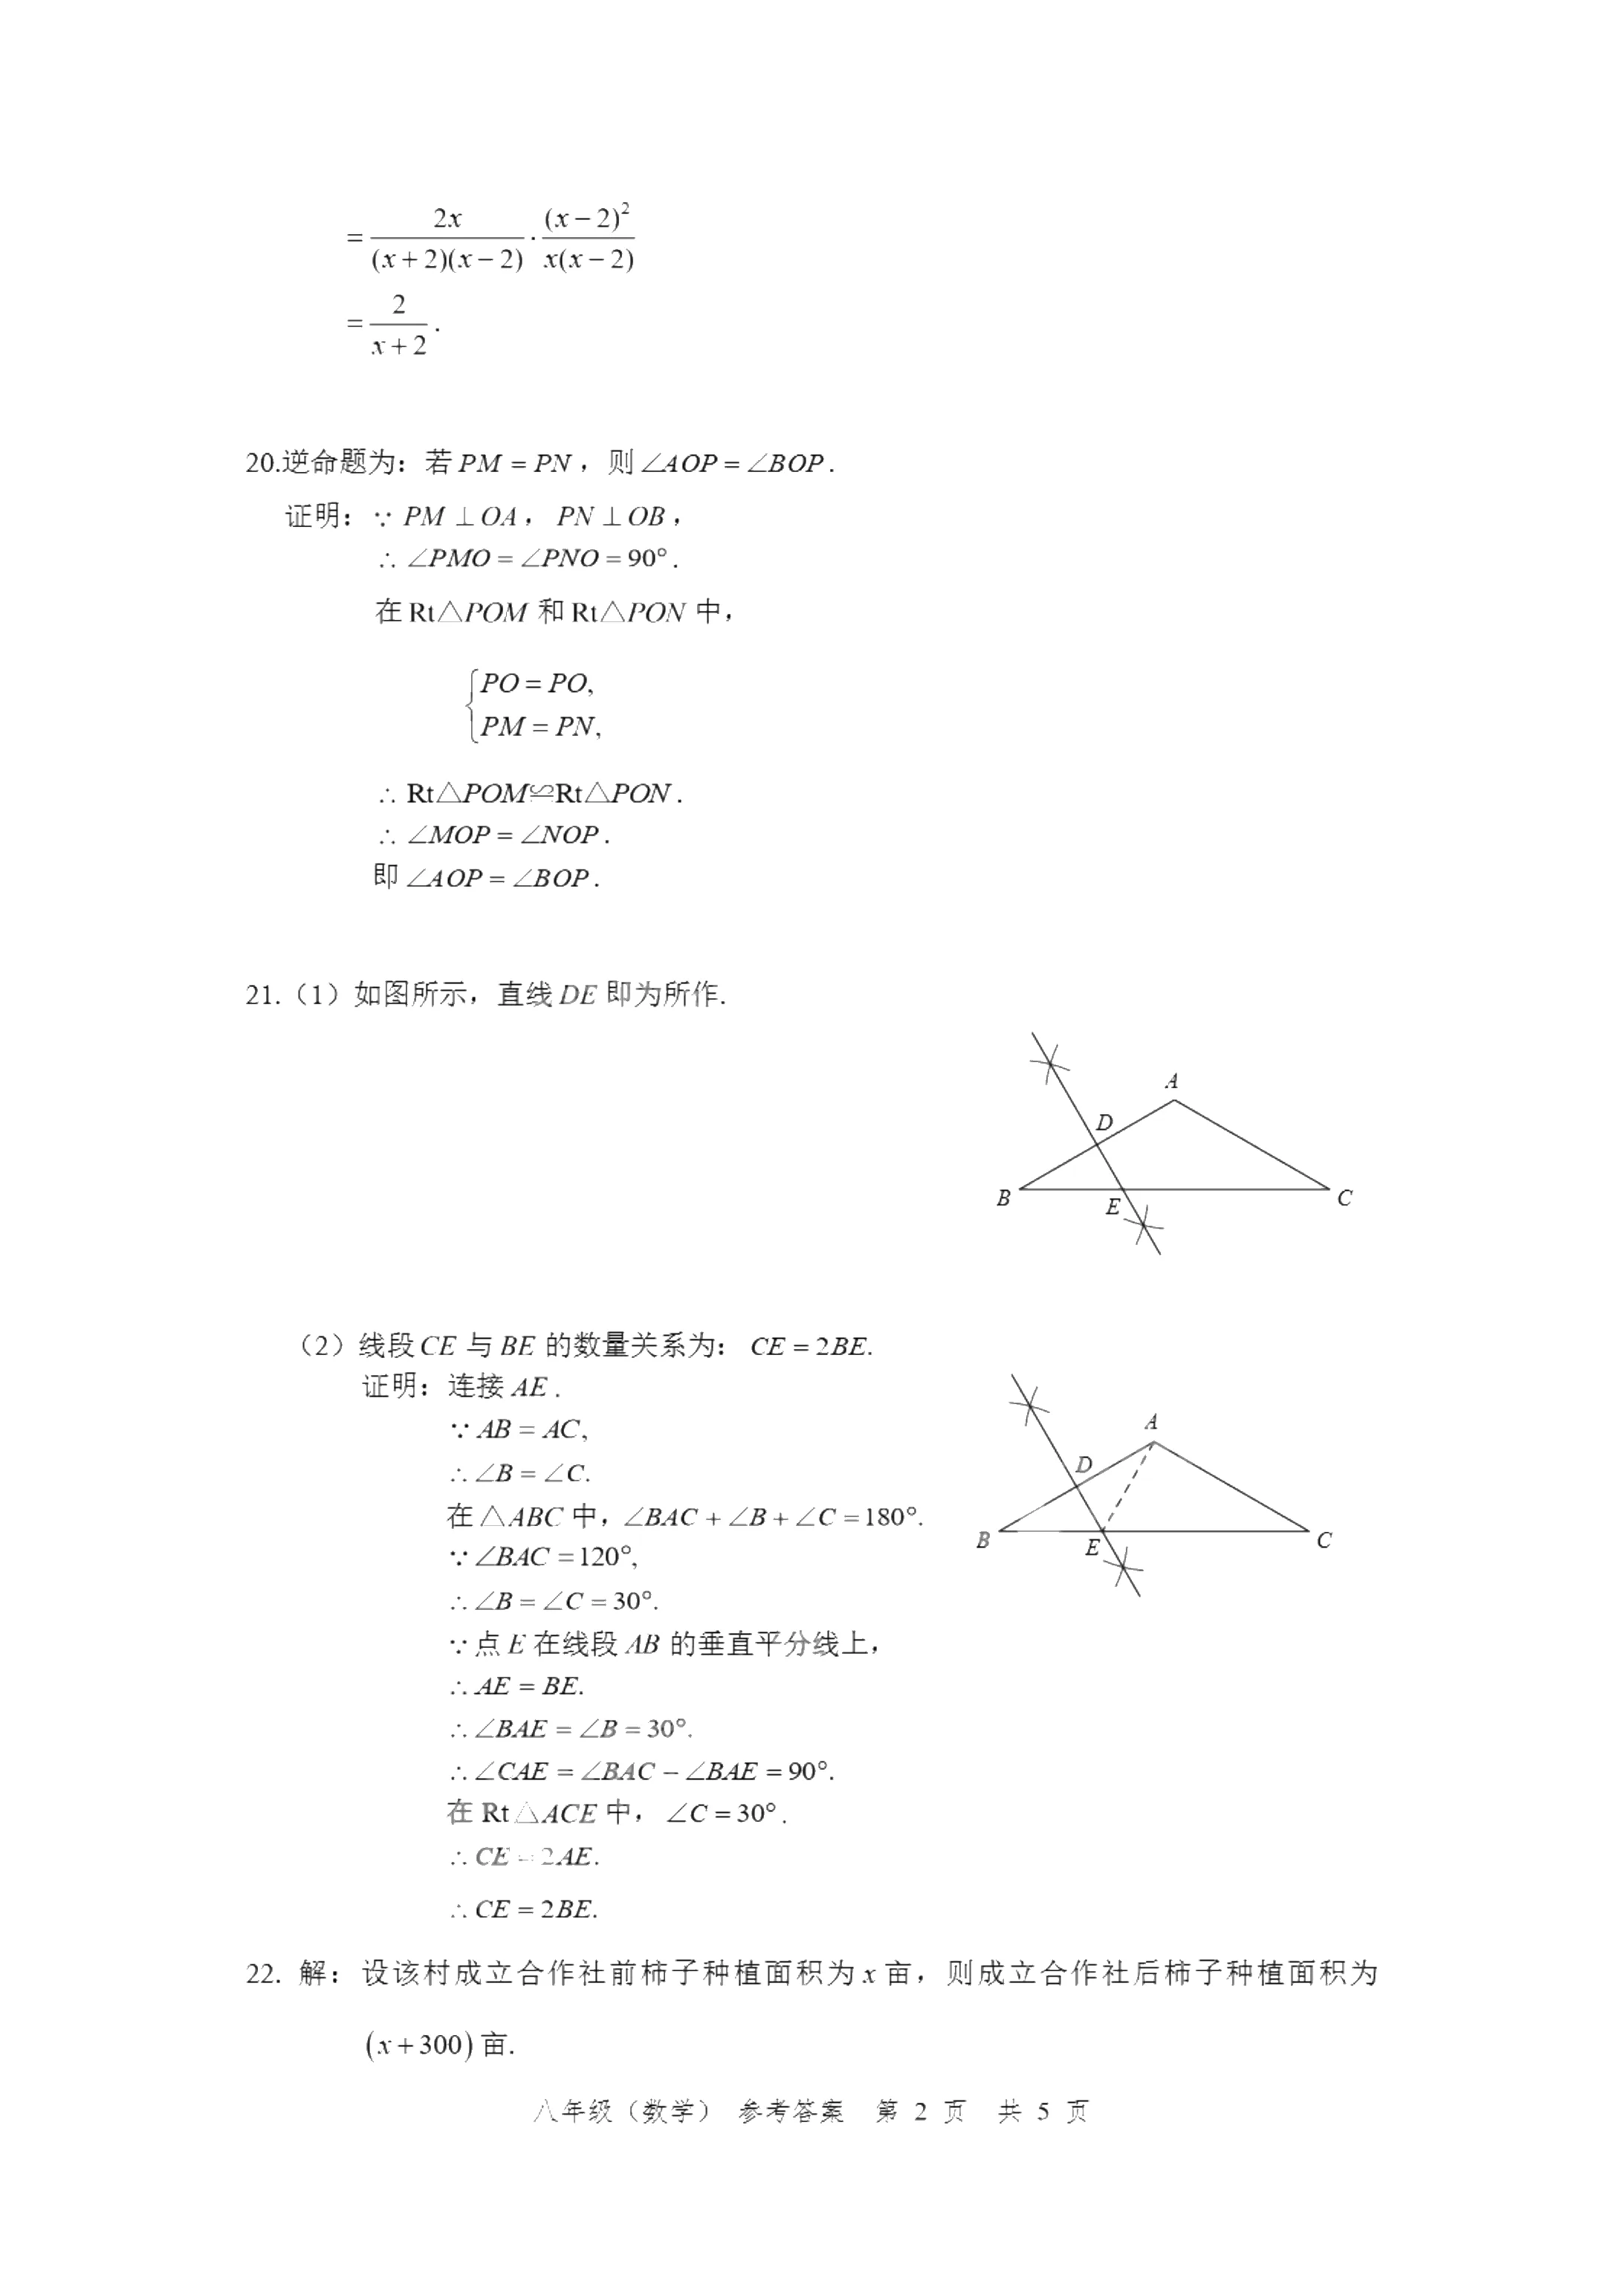 = 2x / (x+2)(x−2) · (x−2)² / x(x−2)
= 2 / x+2 .
20.逆命题为：若 PM = PN ，则 ∠AOP = ∠BOP .
证明：∵ PM ⊥ OA ， PN ⊥ OB ，
∴ ∠PMO = ∠PNO = 90° .
在 Rt△POM 和 Rt△PON 中，
{ PO = PO,
PM = PN,
∴ Rt△POM≌Rt△PON .
∴ ∠MOP = ∠NOP .
即 ∠AOP = ∠BOP .
21.（1）如图所示，直线 DE 即为所作.
A
D
B
E
C
（2）线段 CE 与 BE 的数量关系为： CE = 2BE.
证明：连接 AE .
∵ AB = AC,
∴ ∠B = ∠C.
在 △ABC 中，∠BAC + ∠B + ∠C = 180°.
∵ ∠BAC = 120°,
∴ ∠B = ∠C = 30°.
∵ 点 E 在线段 AB 的垂直平分线上，
∴ AE = BE.
∴ ∠BAE = ∠B = 30°.
∴ ∠CAE = ∠BAC − ∠BAE = 90°.
在 Rt△ACE 中， ∠C = 30° .
∴ CE = 2AE.
∴ CE = 2BE.
A
D
B
E
C
22. 解：设该村成立合作社前柿子种植面积为 x 亩，则成立合作社后柿子种植面积为
(x+300) 亩.
八年级（数学） 参考答案 第 2 页 共 5 页